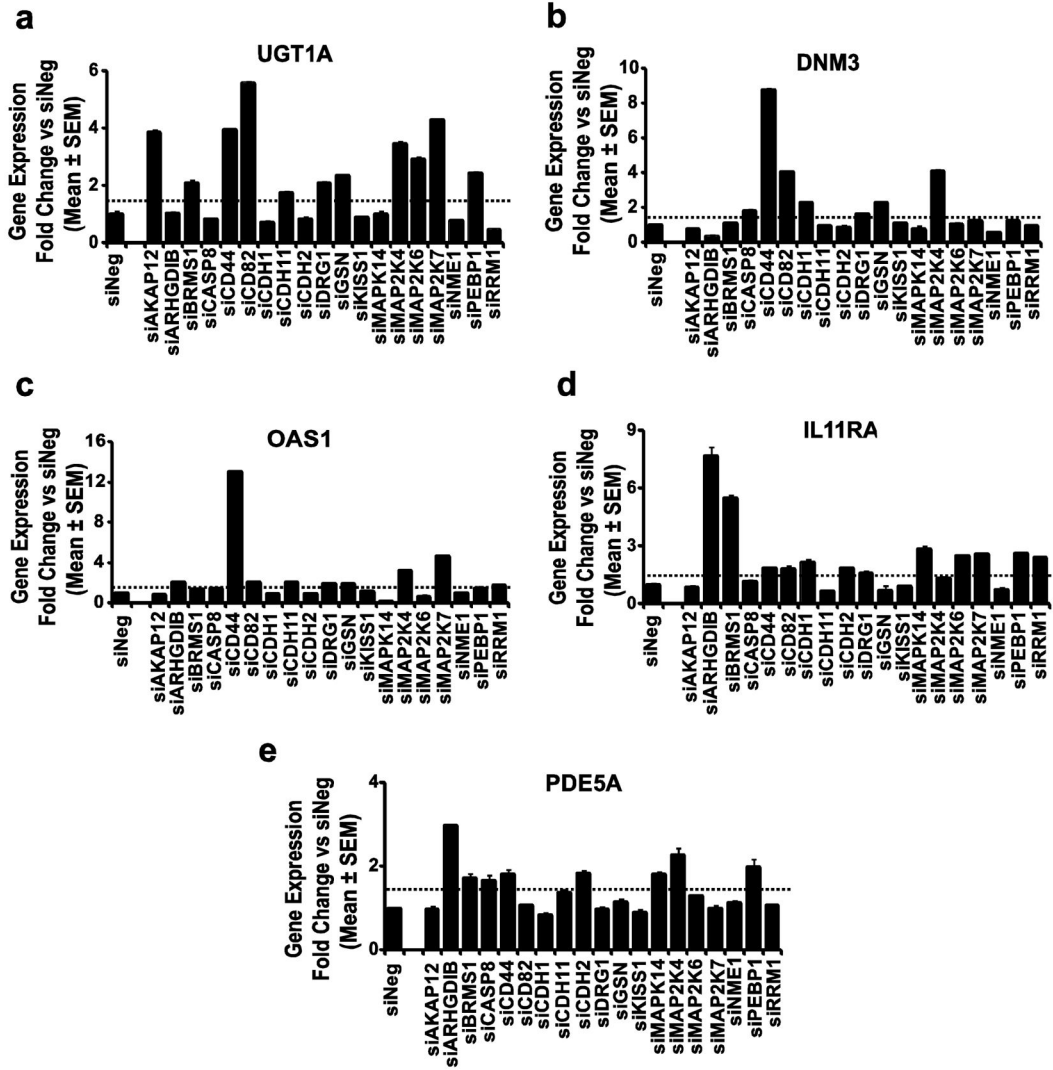 a
UGT1A
Gene Expression
Fold Change vs siNeg
(Mean ± SEM)
6
4
2
0
siNeg
siAKAP12
siARHGDIB
siBRMS1
siCASP8
siCD44
siCD82
siCDH1
siCDH11
siCDH2
siDRG1
siGSN
siKISS1
siMAPK14
siMAP2K4
siMAP2K6
siMAP2K7
siNME1
siPEBP1
siRRM1
b
DNM3
Gene Expression
Fold Change vs siNeg
(Mean ± SEM)
10
8
6
4
2
0
siNeg
siAKAP12
siARHGDIB
siBRMS1
siCASP8
siCD44
siCD82
siCDH1
siCDH11
siCDH2
siDRG1
siGSN
siKISS1
siMAPK14
siMAP2K4
siMAP2K6
siMAP2K7
siNME1
siPEBP1
siRRM1
c
OAS1
Gene Expression
Fold Change vs siNeg
(Mean ± SEM)
16
12
8
4
0
siNeg
siAKAP12
siARHGDIB
siBRMS1
siCASP8
siCD44
siCD82
siCDH1
siCDH11
siCDH2
siDRG1
siGSN
siKISS1
siMAPK14
siMAP2K4
siMAP2K6
siMAP2K7
siNME1
siPEBP1
siRRM1
d
IL11RA
Gene Expression
Fold Change vs siNeg
(Mean ± SEM)
9
6
3
0
siNeg
siAKAP12
siARHGDIB
siBRMS1
siCASP8
siCD44
siCD82
siCDH1
siCDH11
siCDH2
siDRG1
siGSN
siKISS1
siMAPK14
siMAP2K4
siMAP2K6
siMAP2K7
siNME1
siPEBP1
siRRM1
e
PDE5A
Gene Expression
Fold Change vs siNeg
(Mean ± SEM)
4
2
0
siNeg
siAKAP12
siARHGDIB
siBRMS1
siCASP8
siCD44
siCD82
siCDH1
siCDH11
siCDH2
siDRG1
siGSN
siKISS1
siMAPK14
siMAP2K4
siMAP2K6
siMAP2K7
siNME1
siPEBP1
siRRM1